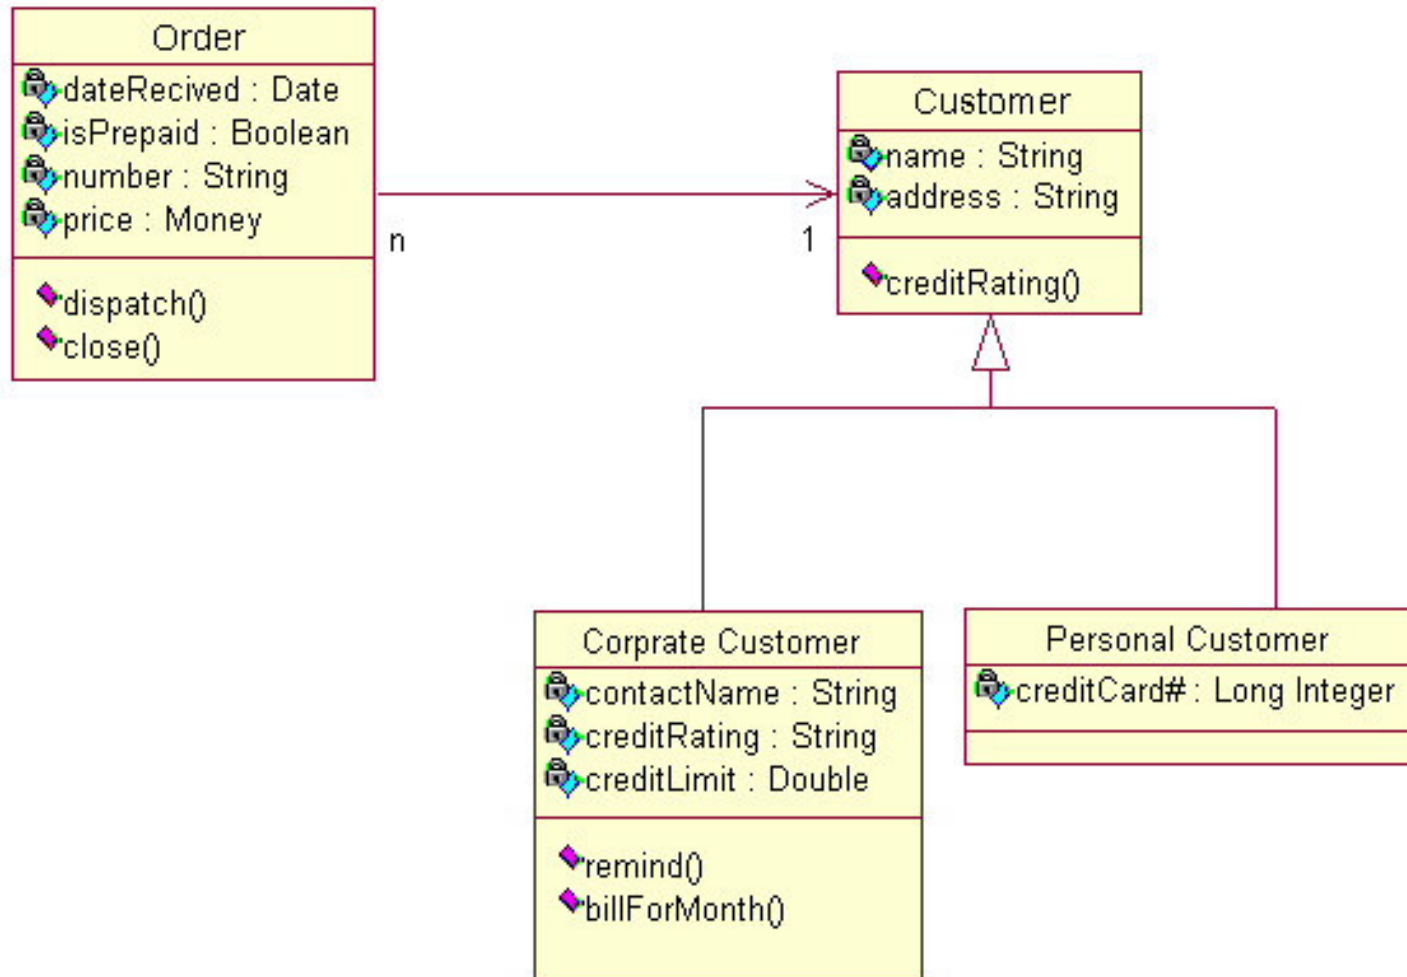 Order
dateRecived : Date
isPrepaid : Boolean
number : String
price : Money
dispatch()
close()
n
1
Customer
name : String
address : String
creditRating()
Corprate Customer
contactName : String
creditRating : String
creditLimit : Double
remind()
billForMonth()
Personal Customer
creditCard# : Long Integer